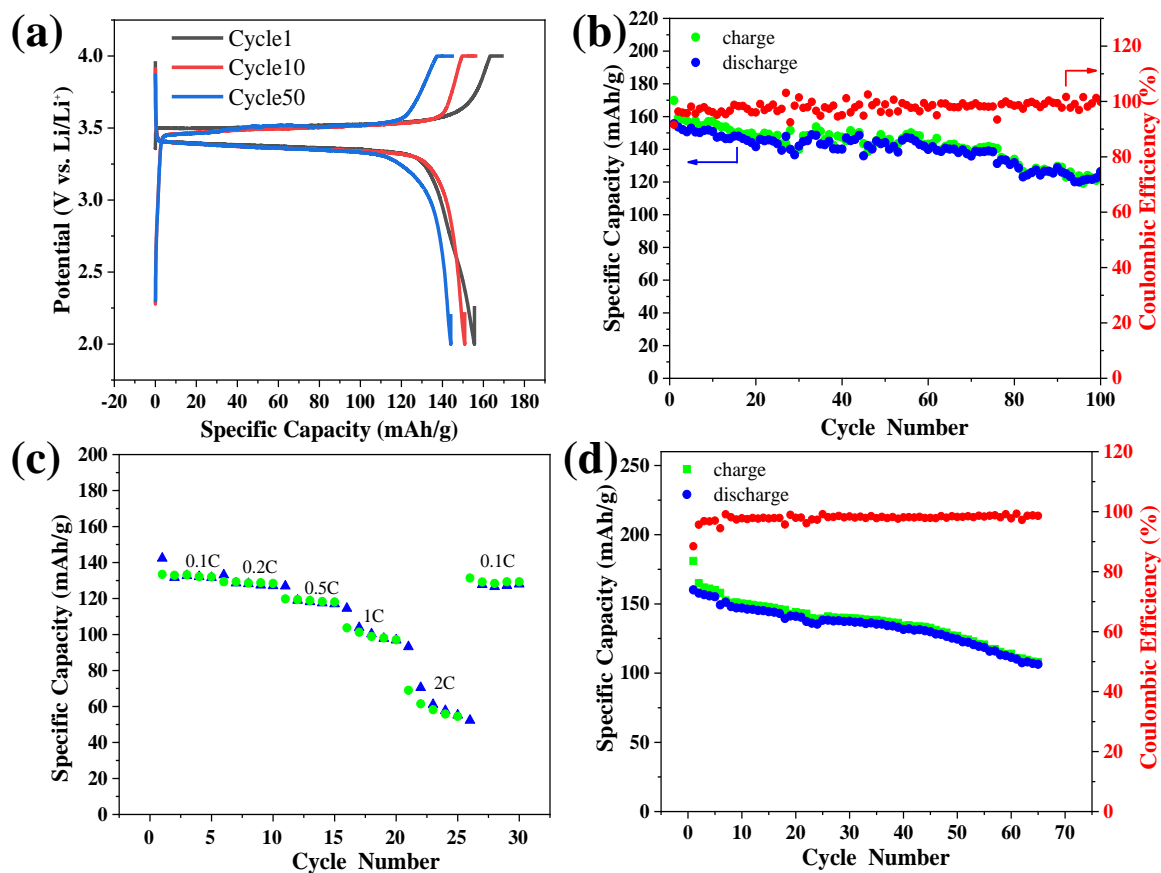 (a)
Cycle1
Cycle10
Cycle50
4.0
3.5
3.0
2.5
2.0
Potential (V vs. Li/Li⁺)
-20 0 20 40 60 80 100 120 140 160 180
Specific Capacity (mAh/g)
(b)
charge
discharge
220
200
180
160
140
120
100
80
60
40
20
0
Specific Capacity (mAh/g)
120
100
80
60
40
20
0
Coulombic Efficiency (%)
0 20 40 60 80 100
Cycle Number
(c)
200
180
160
140
120
100
80
60
40
20
0
Specific Capacity (mAh/g)
0.1C
0.2C
0.5C
1C
2C
0.1C
0 5 10 15 20 25 30
Cycle Number
(d)
charge
discharge
250
200
150
100
50
0
Specific Capacity (mAh/g)
120
100
80
60
40
20
0
Coulombic Efficiency (%)
0 10 20 30 40 50 60 70
Cycle Number